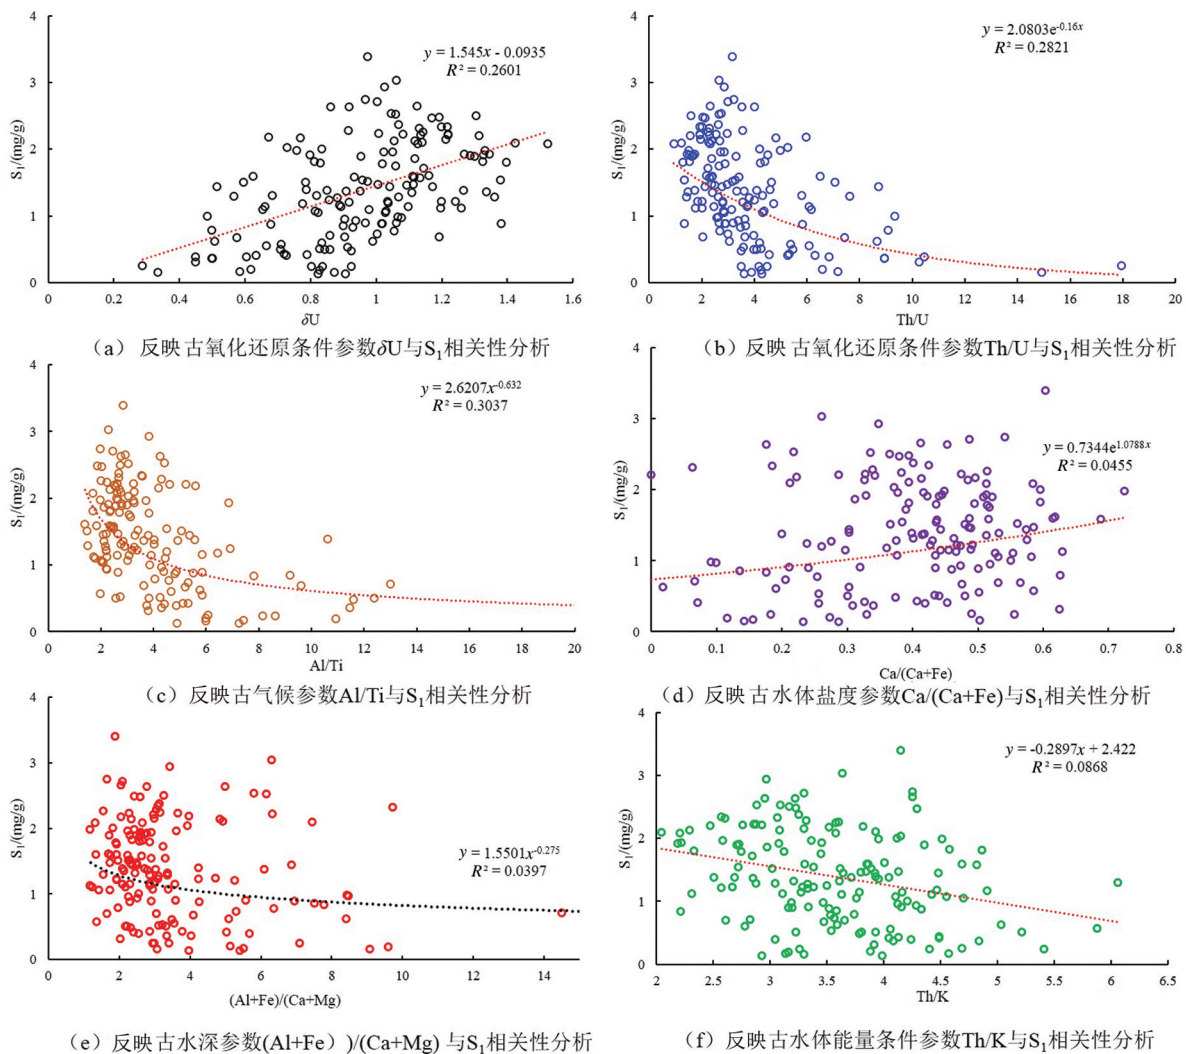 4
3
2
1
0
S₁/(mg/g)
y = 1.545x - 0.0935
R² = 0.2601
0 0.2 0.4 0.6 0.8 1 1.2 1.4 1.6
δU
（a）反映古氧化还原条件参数δU与S₁相关性分析
4
3
2
1
0
S₁/(mg/g)
y = 2.0803e^-0.16x
R² = 0.2821
0 2 4 6 8 10 12 14 16 18 20
Th/U
（b）反映古氧化还原条件参数Th/U与S₁相关性分析
4
3
2
1
0
S₁/(mg/g)
y = 2.6207x^-0.632
R² = 0.3037
0 2 4 6 8 10 12 14 16 18 20
Al/Ti
（c）反映古气候参数Al/Ti与S₁相关性分析
4
3
2
1
0
S₁/(mg/g)
y = 0.7344e^1.0788x
R² = 0.0455
0 0.1 0.2 0.3 0.4 0.5 0.6 0.7 0.8
Ca/(Ca+Fe)
（d）反映古水体盐度参数Ca/(Ca+Fe)与S₁相关性分析
4
3
2
1
0
S₁/(mg/g)
y = 1.5501x^-0.275
R² = 0.0397
0 2 4 6 8 10 12 14
(Al+Fe)/(Ca+Mg)
（e）反映古水深参数(Al+Fe））/(Ca+Mg) 与S₁相关性分析
4
3
2
1
0
S₁/(mg/g)
y = -0.2897x + 2.422
R² = 0.0868
2 2.5 3 3.5 4 4.5 5 5.5 6 6.5
Th/K
（f）反映古水体能量条件参数Th/K与S₁相关性分析